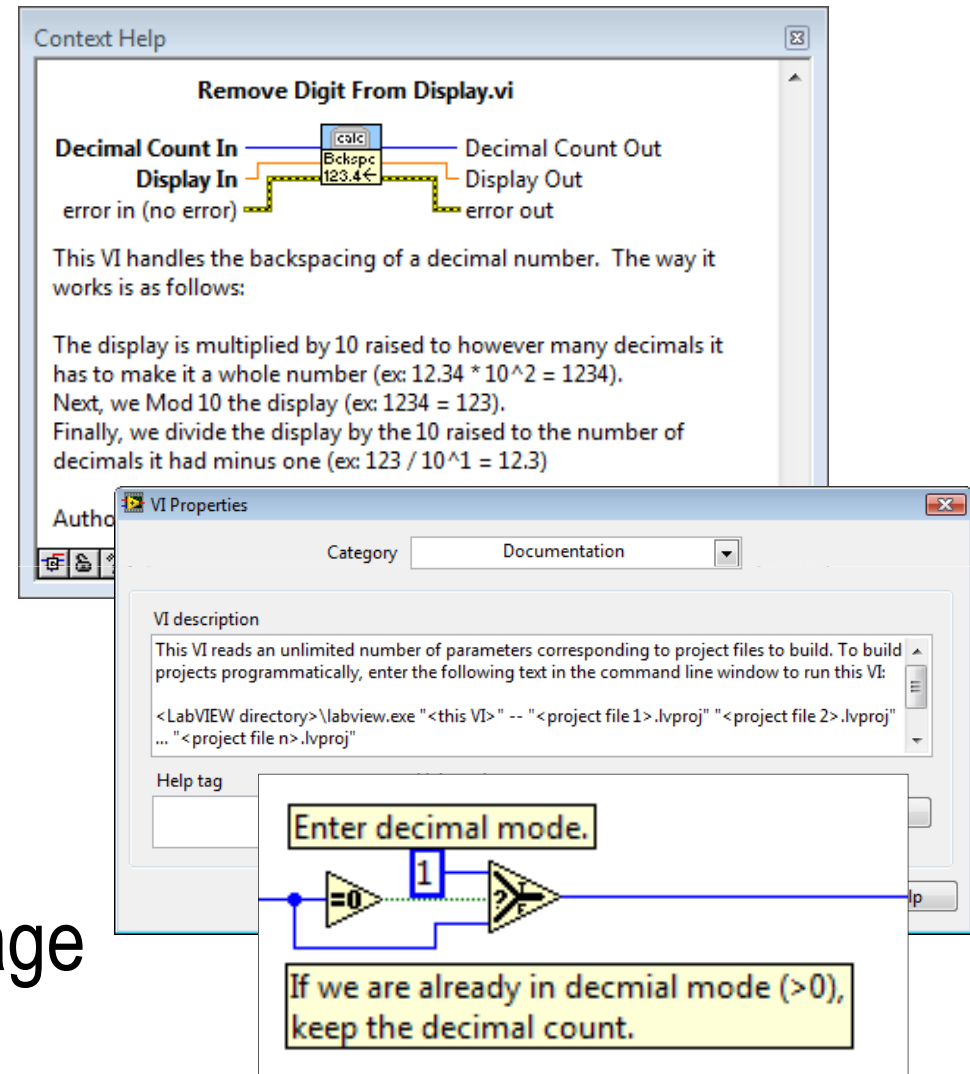 Context Help
Remove Digit From Display.vi
calc
Bckspc
123.4←
Decimal Count In
Decimal Count Out
Display In
Display Out
error in (no error)
error out
This VI handles the backspacing of a decimal number.  The way it
works is as follows:
The display is multiplied by 10 raised to however many decimals it
has to make it a whole number (ex: 12.34 * 10^2 = 1234).
Next, we Mod 10 the display (ex: 1234 = 123).
Finally, we divide the display by the 10 raised to the number of
decimals it had minus one (ex: 123 / 10^1 = 12.3)
Autho
VI Properties
Category
Documentation
VI description
This VI reads an unlimited number of parameters corresponding to project files to build. To build
projects programmatically, enter the following text in the command line window to run this VI:
<LabVIEW directory>\labview.exe "<this VI>" -- "<project file 1>.lvproj" "<project file 2>.lvproj"
... "<project file n>.lvproj"
Help tag
lp
Enter decimal mode.
1
=0
? T
F
If we are already in decmial mode (>0),
keep the decimal count.
age